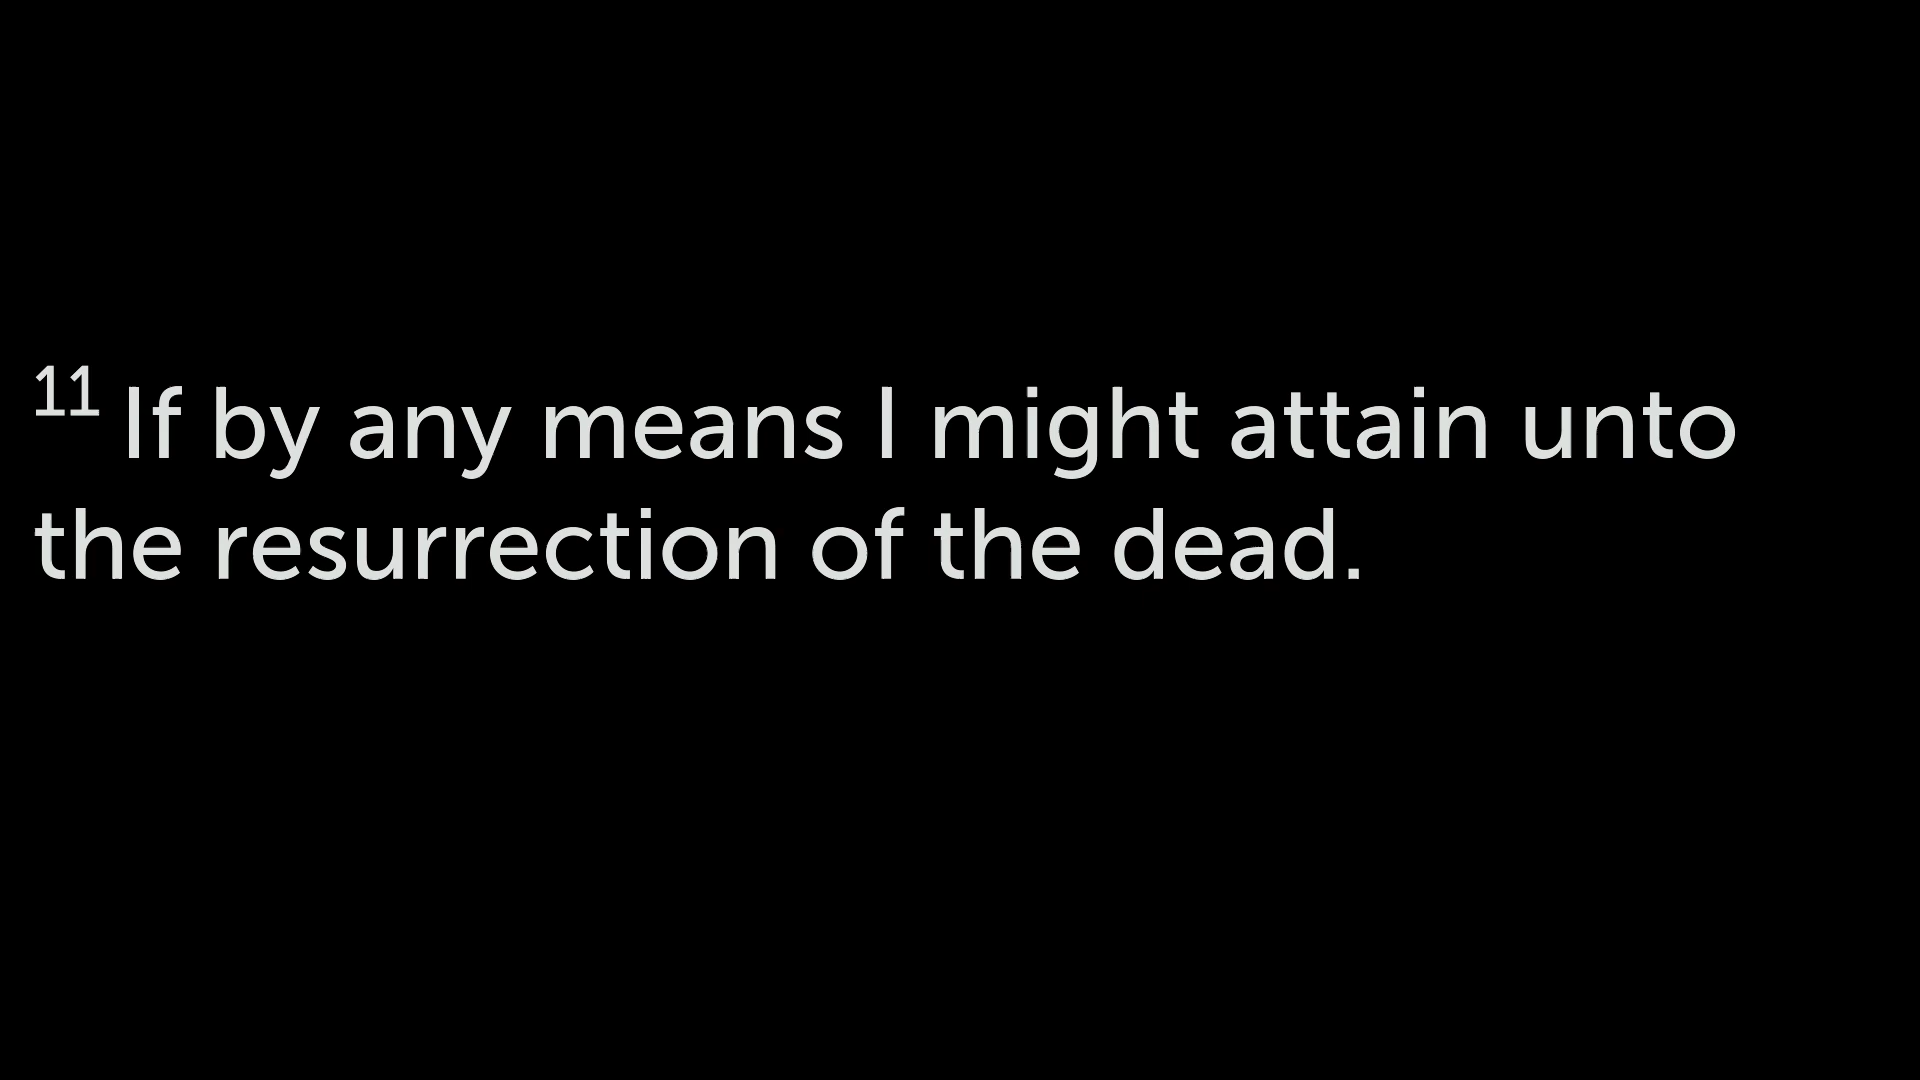 11 If by any means I might attain unto
the resurrection of the dead.